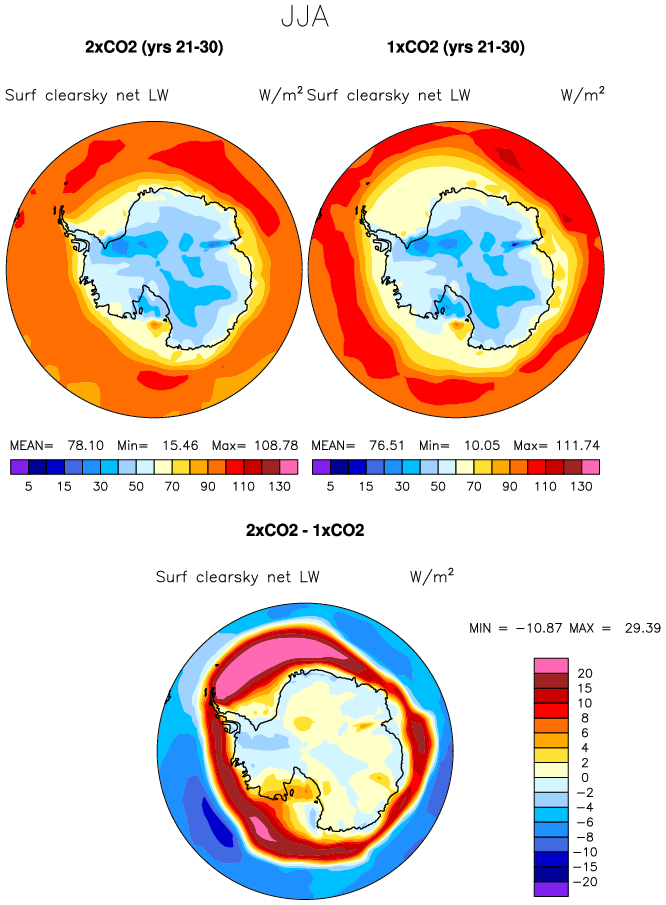 JJA
2xCO2 (yrs 21-30) 1xCO2 (yrs 21-30)
Surf clearsky net LW W/m² Surf clearsky net LW W/m²
MEAN= 78.10 Min= 15.46 Max= 108.78 MEAN= 76.51 Min= 10.05 Max= 111.74
5 15 30 50 70 90 110 130 5 15 30 50 70 90 110 130
2xCO2 - 1xCO2
Surf clearsky net LW W/m²
MIN = −10.87 MAX = 29.39
20
15
10
8
6
4
2
0
−2
−4
−6
−8
−10
−15
−20